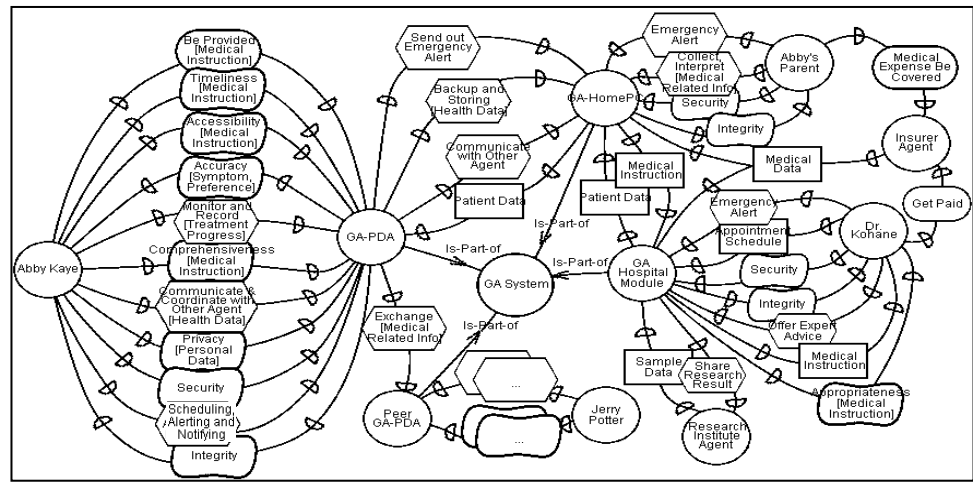 Be Provided
[Medical
Instruction]
Timeliness
[Medical
Instruction]
Accessibility
[Medical
Instruction]
Accuracy
[Symptom,
Preference]
Monitor and
Record
[Treatment
Progress]
Comprehensiveness
[Medical
Instruction]
Communicate &
Coordinate with
Other Agent
[Health Data]
Privacy
[Personal
Data]
Security
Scheduling,
Alerting and
Notifying
Integrity
Abby Kaye
GA-PDA
Send out
Emergency
Alert
Backup and
Storing
[Health Data]
Communicate
with Other
Agent
Patient Data
Is-Part-of
Is-Part-of
Is-Part-of
Is-Part-of
GA System
Exchange
[Medical
Related Info]
Peer
GA-PDA
...
...
Jerry
Potter
GA-HomePC
Emergency
Alert
Collect,
Interpret
[Medical
Related Info]
Security
Integrity
Abby's
Parent
Medical
Expense Be
Covered
Insurer
Agent
Get Paid
Medical
Instruction
Patient
Data
Medical
Data
GA
Hospital
Module
Emergency
Alert
Appointment
Schedule
Security
Integrity
Offer Expert
Advice
Medical
Instruction
Appropriateness
[Medical
Instruction]
Dr.
Kohane
Sample
Data
Share
Research
Result
Research
Institute
Agent